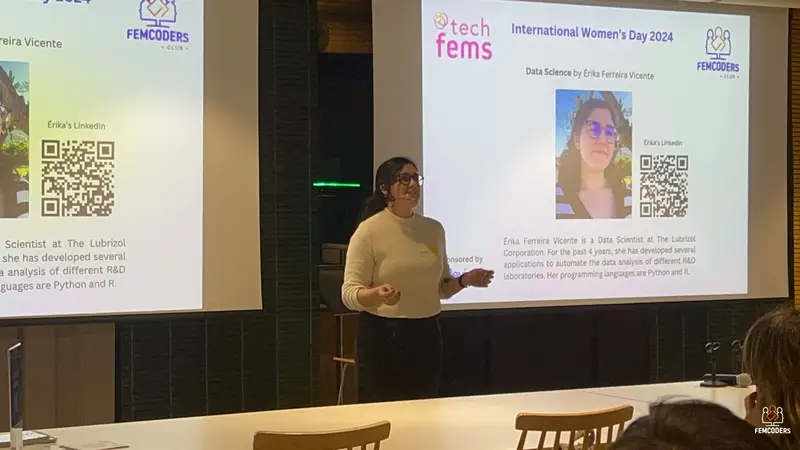 2024
FEMCODERS
CLUB
reira Vicente
Érika's LinkedIn
Scientist at The Lubrizol
she has developed several
a analysis of different R&D
guages are Python and R.
tech
fems
International Women's Day 2024
FEMCODERS
CLUB
Data Science by Érika Ferreira Vicente
Érika's LinkedIn
Érika Ferreira Vicente is a Data Scientist at The Lubrizol
Corporation. For the past 4 years, she has developed several
applications to automate the data analysis of different R&D
laboratories. Her programming languages are Python and R.
onsored by
FEMCODERS